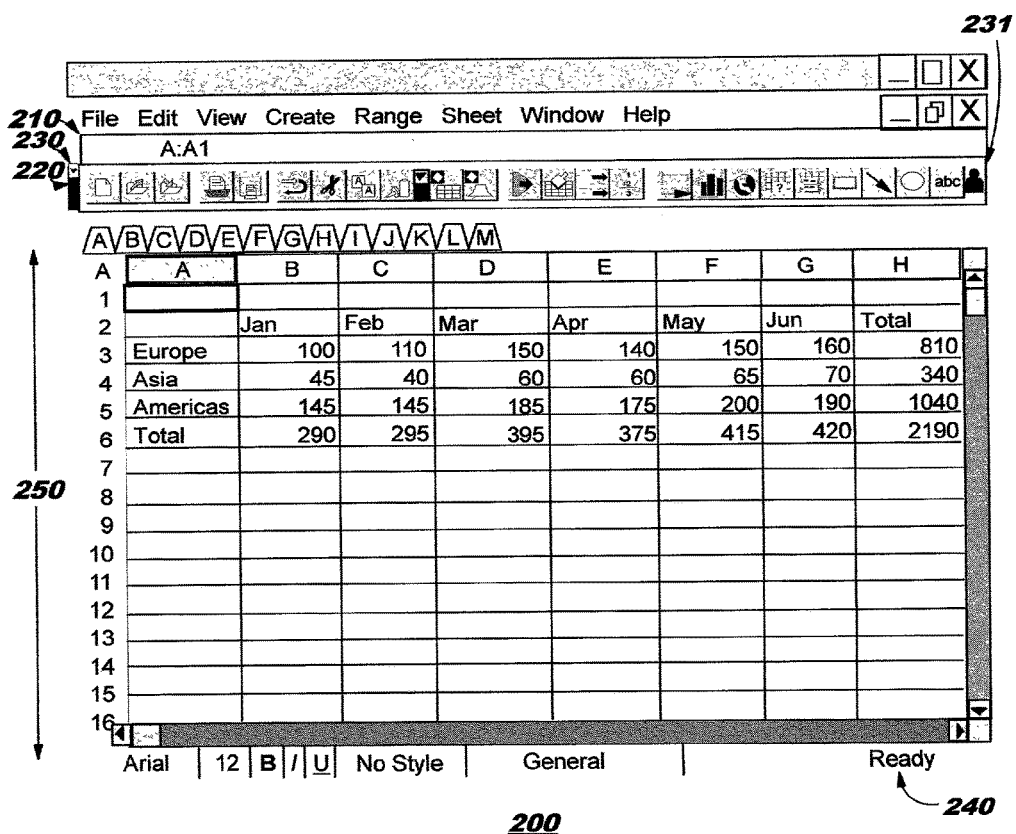 231
210 File Edit View Create Range Sheet Window Help
230 A:A1
220 abc
A B C D E F G H I J K L M
A A B C D E F G H
1
2 Jan Feb Mar Apr May Jun Total
3 Europe 100 110 150 140 150 160 810
4 Asia 45 40 60 60 65 70 340
5 Americas 145 145 185 175 200 190 1040
6 Total 290 295 395 375 415 420 2190
7
250
8
9
10
11
12
13
14
15
16
Arial 12 B I U No Style General Ready
240
200